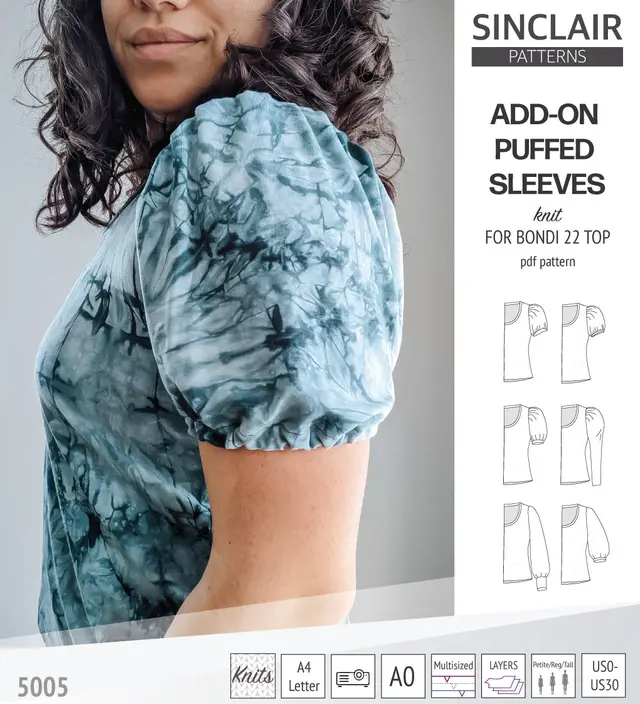 SINCLAIR
PATTERNS
ADD-ON
PUFFED
SLEEVES
knit
FOR BONDI 22 TOP
pdf pattern
5005
Knits
A4
Letter
A0
Multisized
LAYERS
Petite/Reg/Tall
US0-
US30